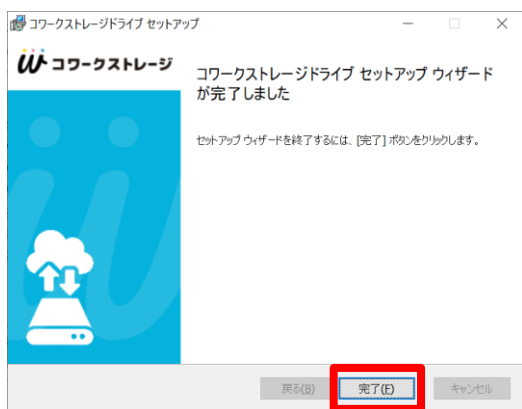 コワークストレージドライブ セットアップ
コワークストレージ
コワークストレージドライブ セットアップ ウィザード
が完了しました
セットアップ ウィザードを終了するには、[完了] ボタンをクリックします。
戻る(B)
完了(F)
キャンセル